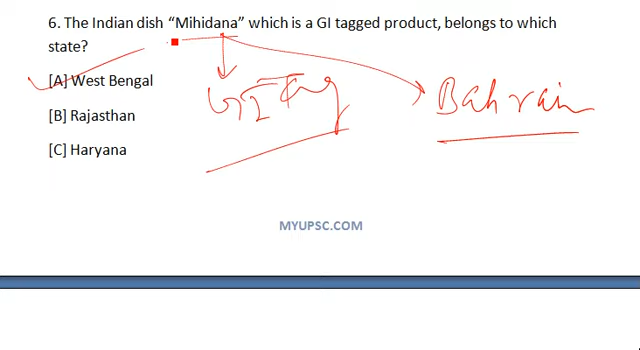 6. The Indian dish “Mihidana” which is a GI tagged product, belongs to which
state?
[A] West Bengal
[B] Rajasthan
[C] Haryana
Bahrain
MYUPSC.COM